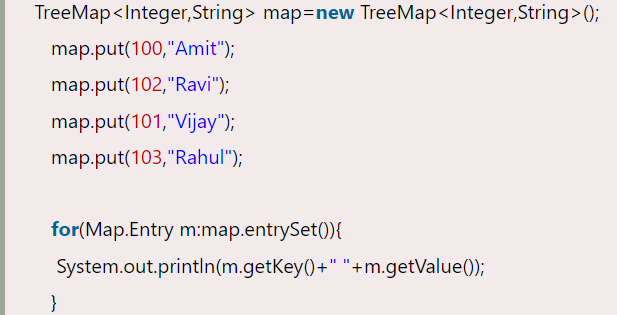 TreeMap<Integer,String> map=new TreeMap<Integer,String>();
map.put(100,"Amit");
map.put(102,"Ravi");
map.put(101,"Vijay");
map.put(103,"Rahul");
for(Map.Entry m:map.entrySet()){
System.out.println(m.getKey()+" "+m.getValue());
}